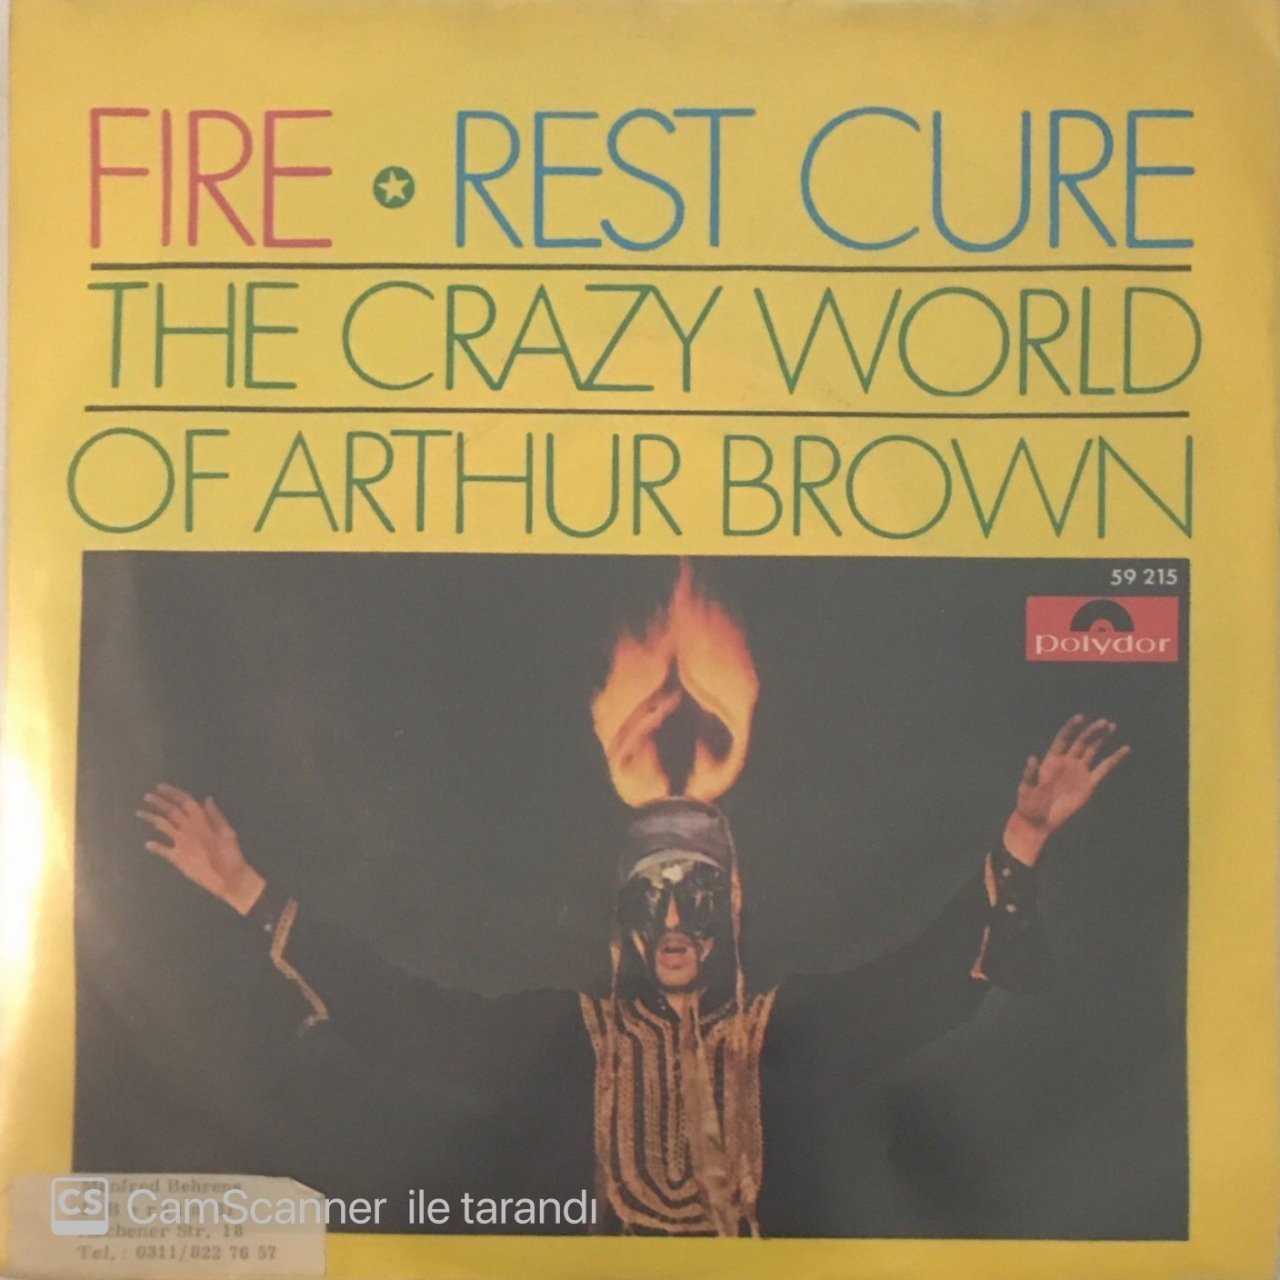 FIRE REST CURE
THE CRAZY WORLD
OF ARTHUR BROWN
59 215
polydor
Manfred Behrens
CS CamScanner ile tarandı
Str. 18
Tel.: 0311/822 76 57